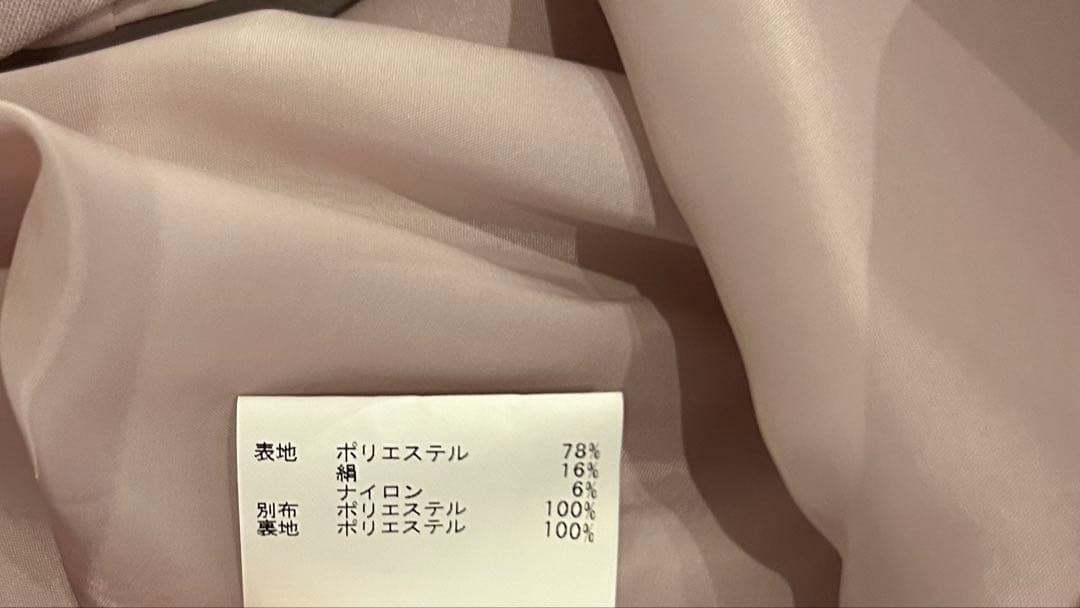 表地 ポリエステル 78%
絹 16%
ナイロン 6%
別布 ポリエステル 100%
裏地 ポリエステル 100%